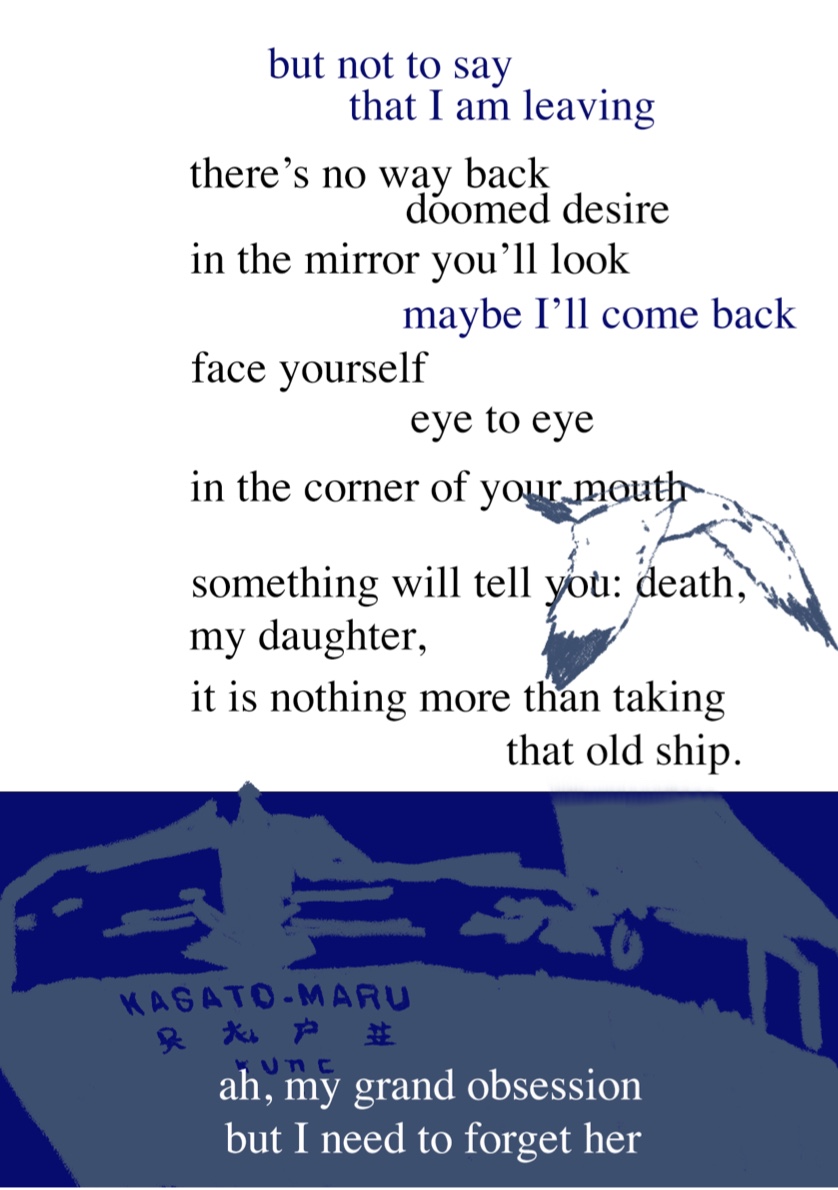 but not to say
that I am leaving
there’s no way back
doomed desire
in the mirror you’ll look
maybe I’ll come back
face yourself
eye to eye
in the corner of your mouth
something will tell you: death,
my daughter,
it is nothing more than taking
that old ship.
KASATO-MARU
ah, my grand obsession
but I need to forget her